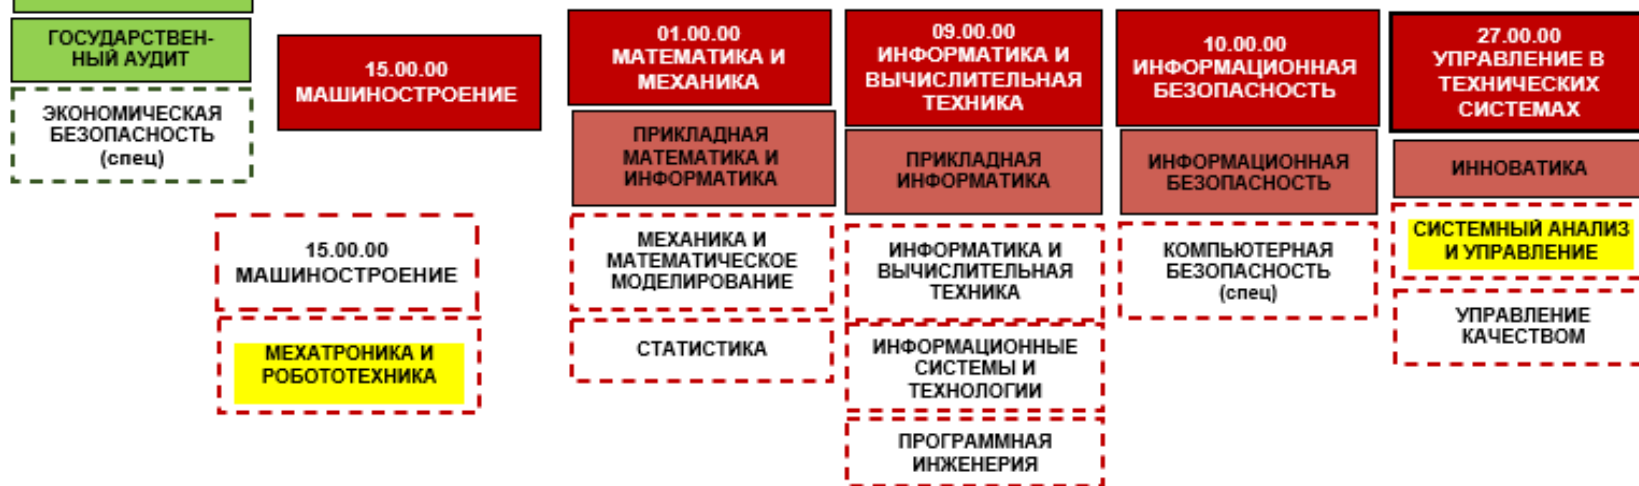 ГОСУДАРСТВЕН-
НЫЙ АУДИТ
ЭКОНОМИЧЕСКАЯ
БЕЗОПАСНОСТЬ
(спец)
15.00.00
МАШИНОСТРОЕНИЕ
15.00.00
МАШИНОСТРОЕНИЕ
МЕХАТРОНИКА И
РОБОТОТЕХНИКА
01.00.00
МАТЕМАТИКА И
МЕХАНИКА
ПРИКЛАДНАЯ
МАТЕМАТИКА И
ИНФОРМАТИКА
МЕХАНИКА И
МАТЕМАТИЧЕСКОЕ
МОДЕЛИРОВАНИЕ
СТАТИСТИКА
09.00.00
ИНФОРМАТИКА И
ВЫЧИСЛИТЕЛЬНАЯ
ТЕХНИКА
ПРИКЛАДНАЯ
ИНФОРМАТИКА
ИНФОРМАТИКА И
ВЫЧИСЛИТЕЛЬНАЯ
ТЕХНИКА
ИНФОРМАЦИОННЫЕ
СИСТЕМЫ И
ТЕХНОЛОГИИ
ПРОГРАММНАЯ
ИНЖЕНЕРИЯ
10.00.00
ИНФОРМАЦИОННАЯ
БЕЗОПАСНОСТЬ
ИНФОРМАЦИОННАЯ
БЕЗОПАСНОСТЬ
КОМПЬЮТЕРНАЯ
БЕЗОПАСНОСТЬ
(спец)
27.00.00
УПРАВЛЕНИЕ В
ТЕХНИЧЕСКИХ
СИСТЕМАХ
ИННОВАТИКА
СИСТЕМНЫЙ АНАЛИЗ
И УПРАВЛЕНИЕ
УПРАВЛЕНИЕ
КАЧЕСТВОМ